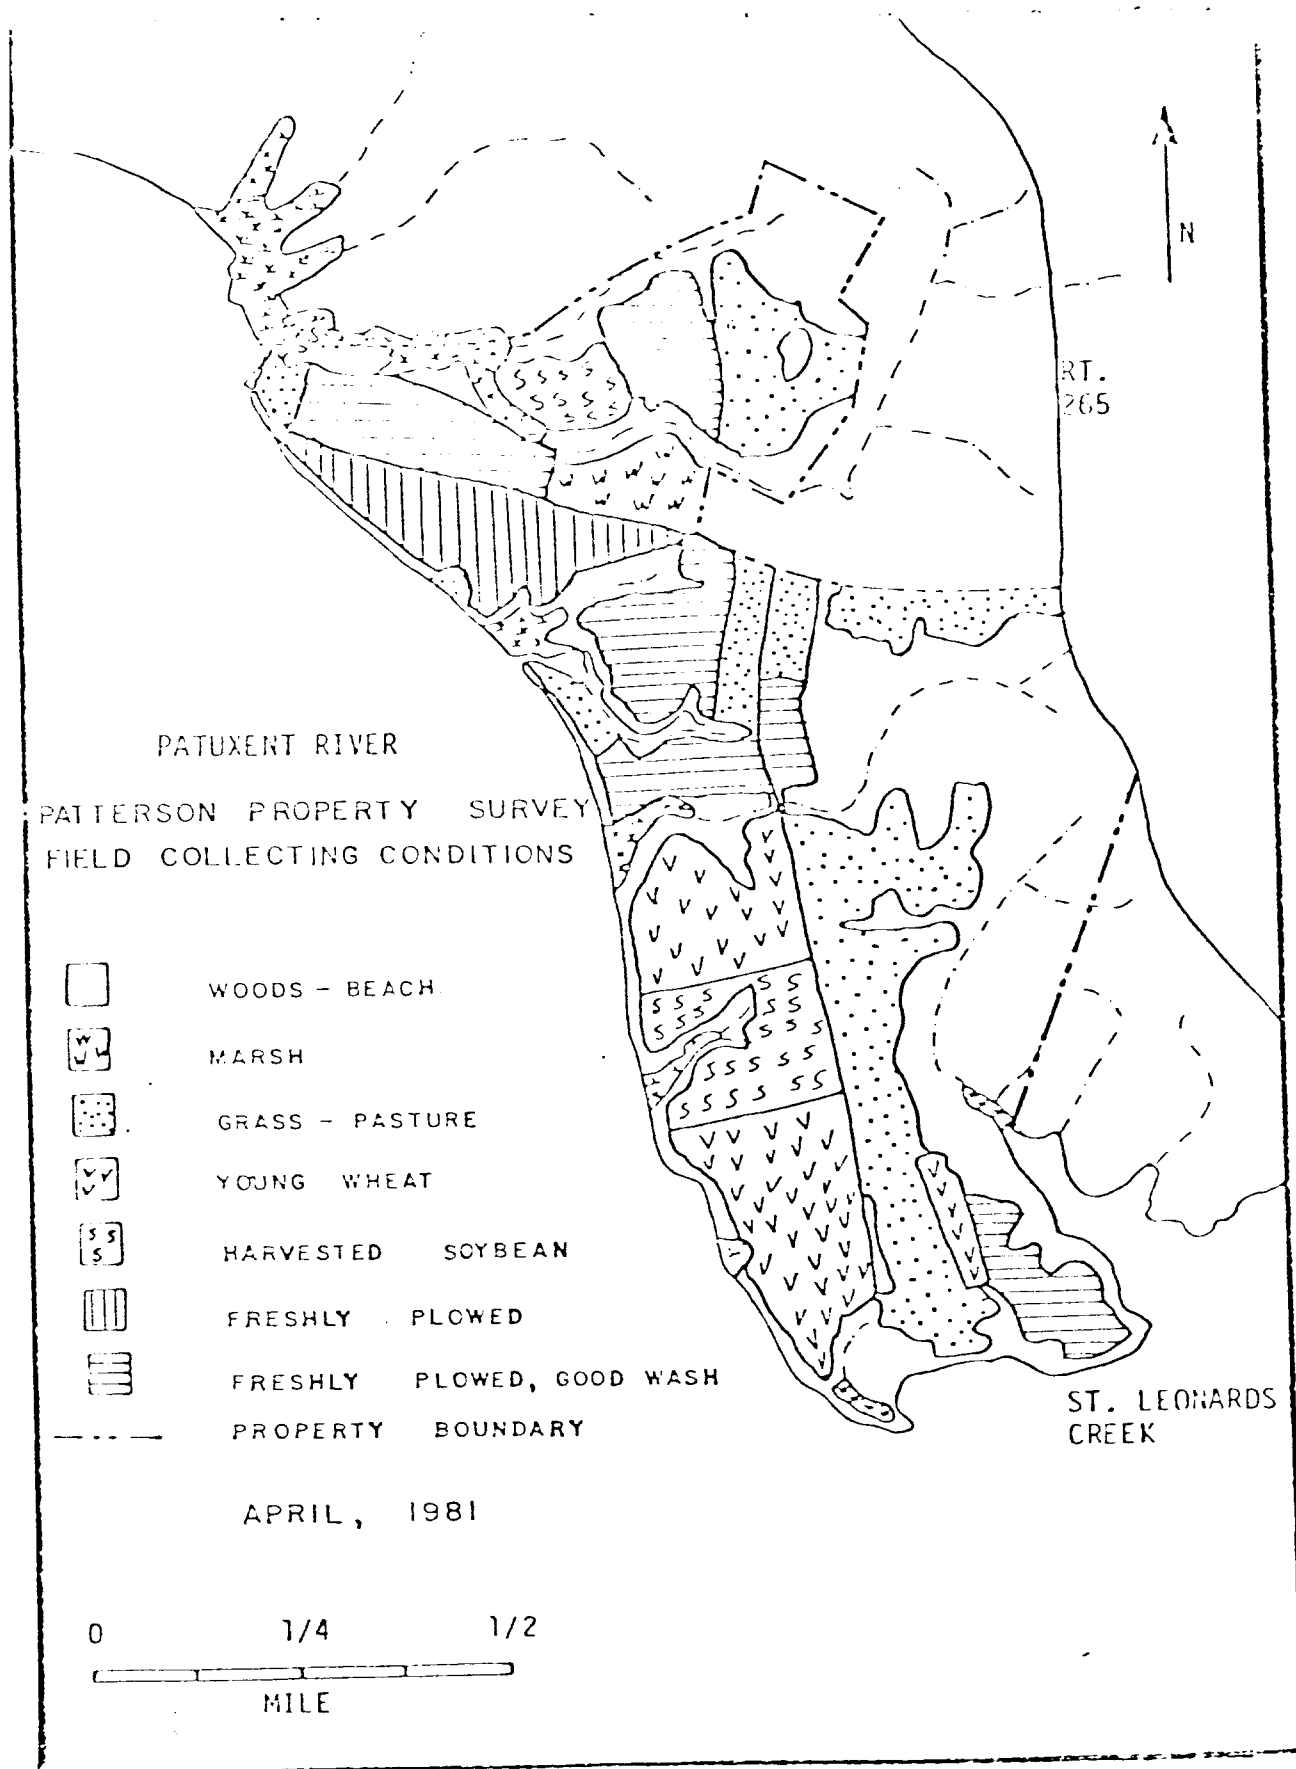 N
RT.
265
PATUXENT RIVER
PATTERSON PROPERTY SURVEY
FIELD COLLECTING CONDITIONS
WOODS - BEACH
MARSH
GRASS - PASTURE
YOUNG WHEAT
HARVESTED SOYBEAN
FRESHLY PLOWED
FRESHLY PLOWED, GOOD WASH
PROPERTY BOUNDARY
ST. LEONARDS
CREEK
APRIL, 1981
0 1/4 1/2
MILE